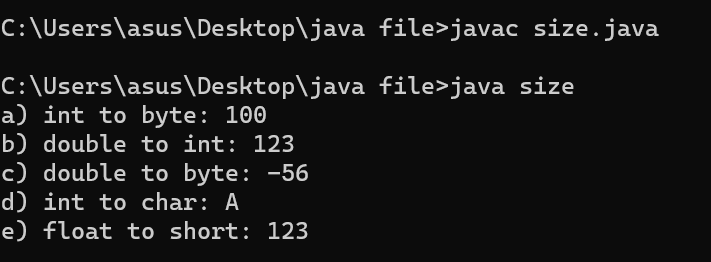 C:\Users\asus\Desktop\java file>javac size.java
C:\Users\asus\Desktop\java file>java size
a) int to byte: 100
b) double to int: 123
c) double to byte: -56
d) int to char: A
e) float to short: 123